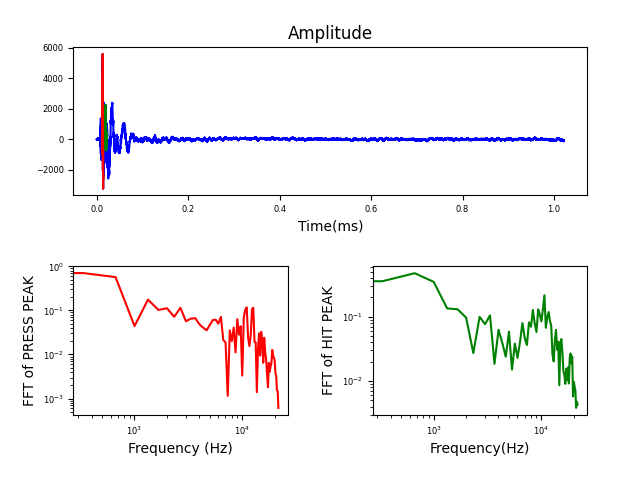 Amplitude
6000
4000
2000
0
−2000
0.0 0.2 0.4 0.6 0.8 1.0
Time(ms)
FFT of PRESS PEAK
10⁰
10⁻¹
10⁻²
10⁻³
10³ 10⁴
Frequency (Hz)
FFT of HIT PEAK
10⁻¹
10⁻²
10³ 10⁴
Frequency(Hz)